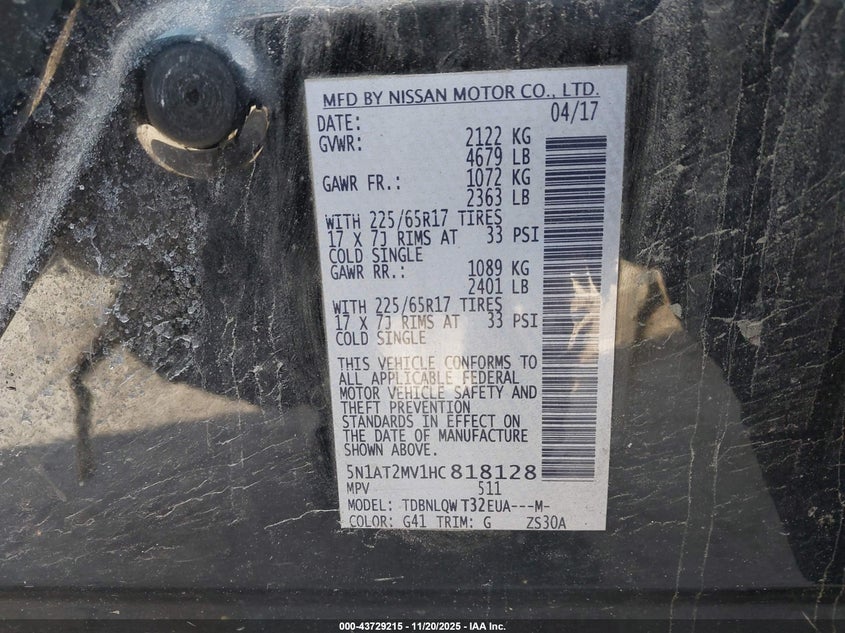 MFD BY NISSAN MOTOR CO., LTD.
DATE: 04/17
GVWR: 2122 KG
4679 LB
GAWR FR.: 1072 KG
2363 LB
WITH 225/65R17 TIRES
17 X 7J RIMS AT 33 PSI
COLD SINGLE
GAWR RR.: 1089 KG
2401 LB
WITH 225/65R17 TIRES
17 X 7J RIMS AT 33 PSI
COLD SINGLE
THIS VEHICLE CONFORMS TO
ALL APPLICABLE FEDERAL
MOTOR VEHICLE SAFETY AND
THEFT PREVENTION
STANDARDS IN EFFECT ON
THE DATE OF MANUFACTURE
SHOWN ABOVE.
5N1AT2MV1HC818128
MPV 511
MODEL: TDBNLQW T32EUA---M-
COLOR: G41 TRIM: G ZS30A
000-43729215 - 11/20/2025 - IAA Inc.